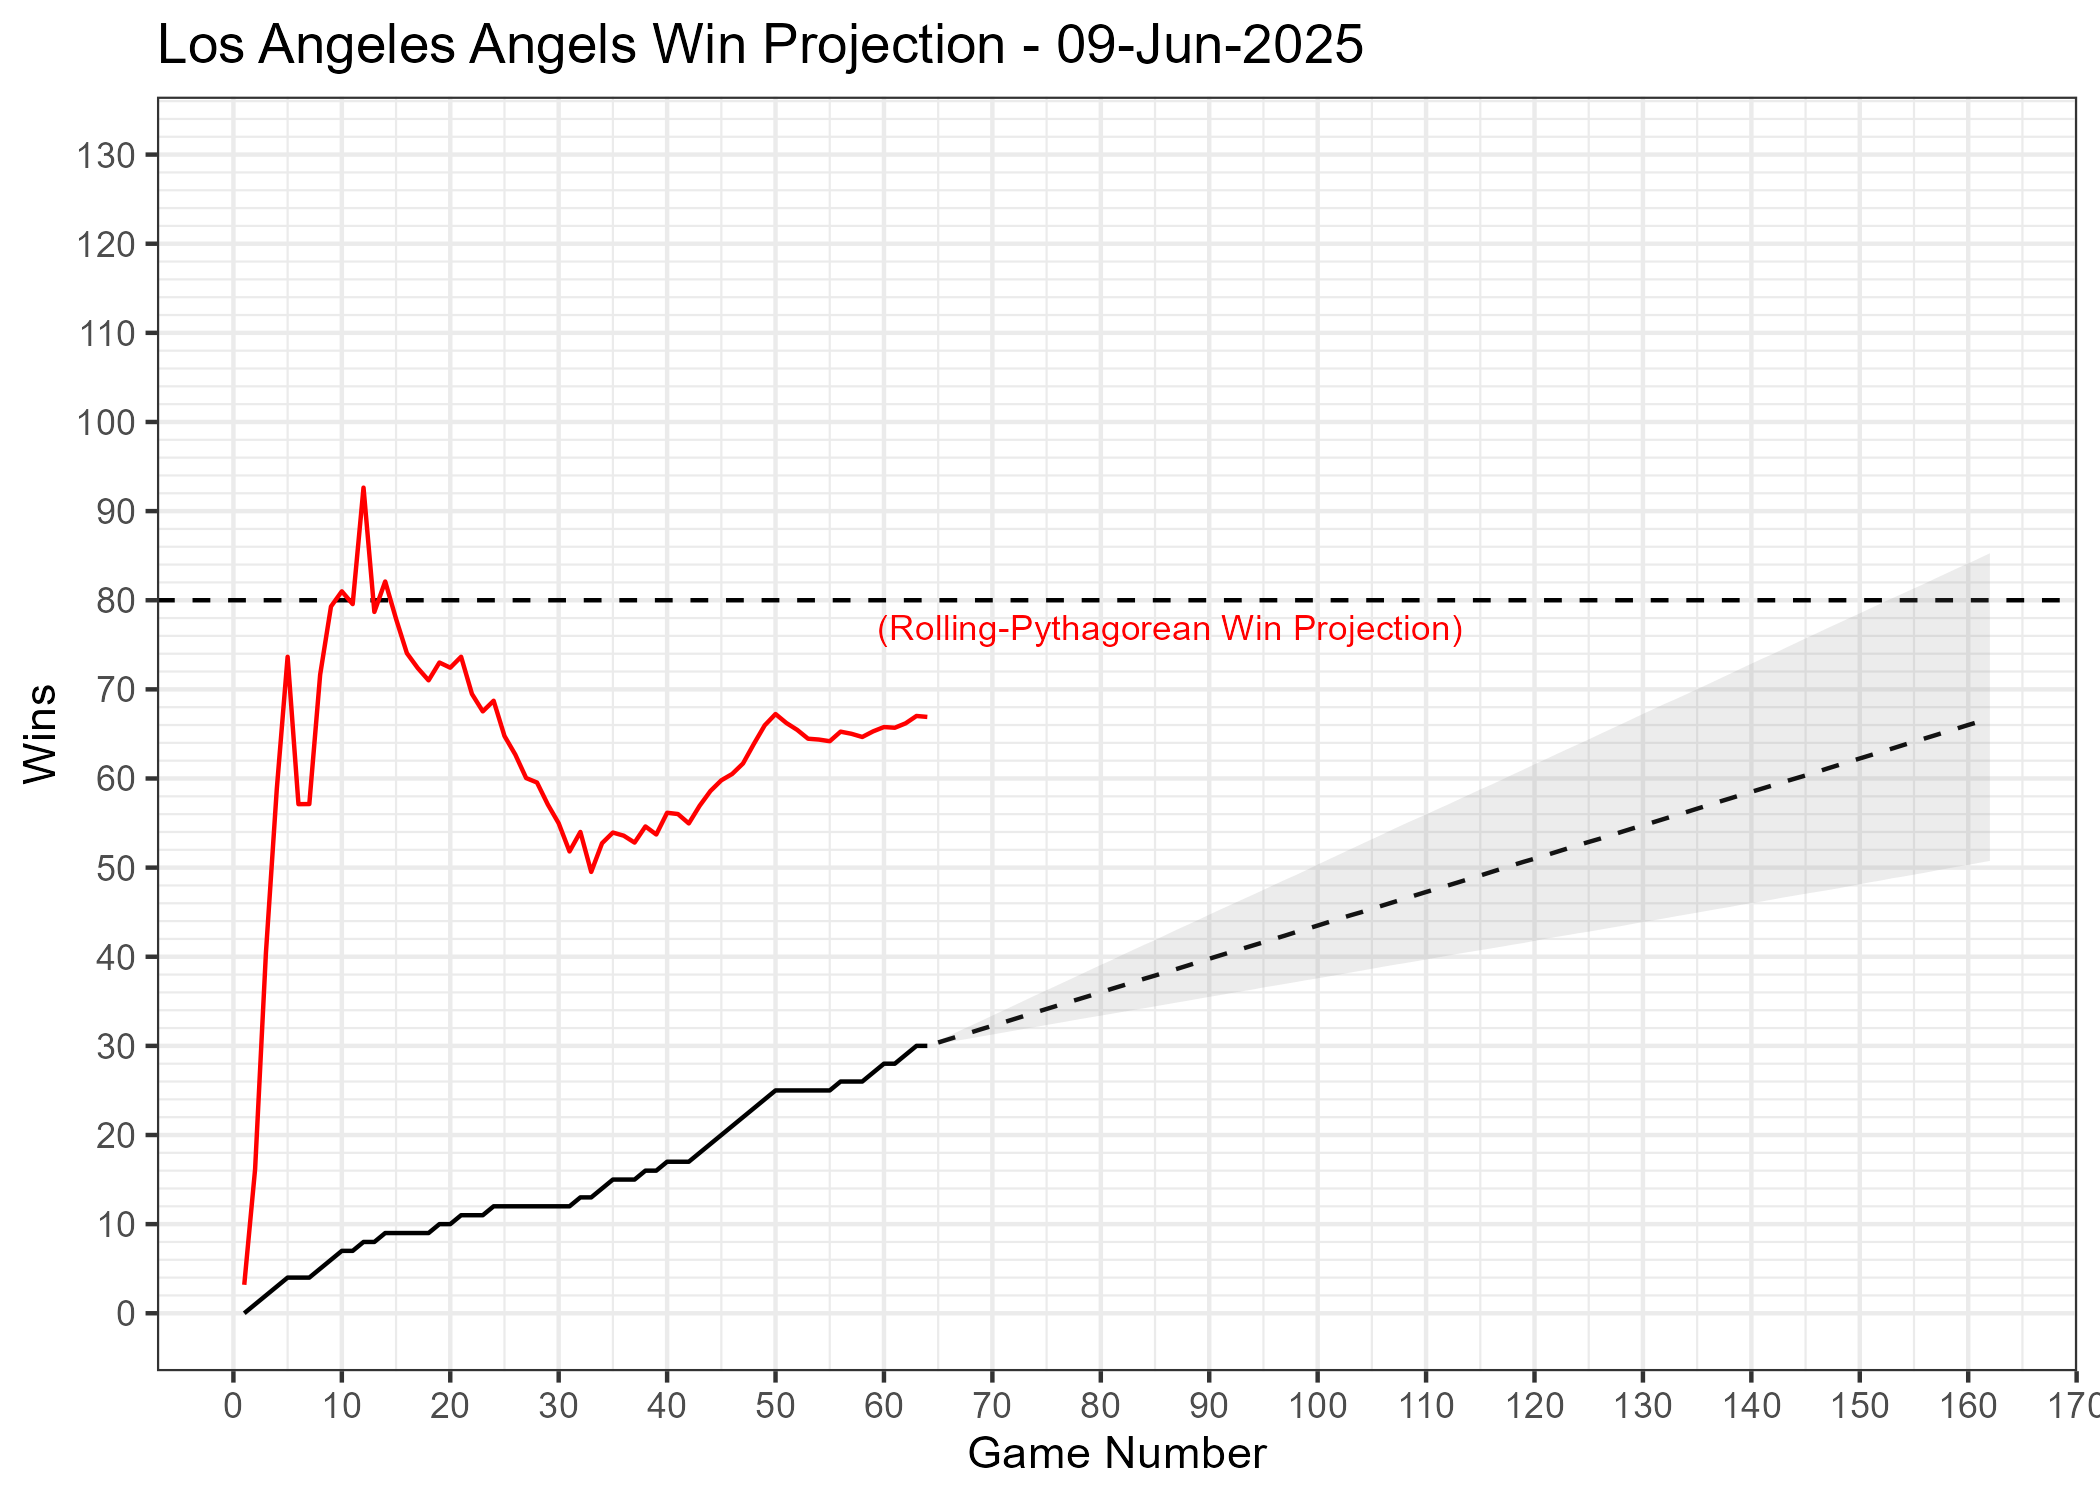 Los Angeles Angels Win Projection - 09-Jun-2025
130
120
110
100
90
80
(Rolling-Pythagorean Win Projection)
70
60
50
40
30
20
10
0
Wins
0 10 20 30 40 50 60 70 80 90 100 110 120 130 140 150 160 170
Game Number